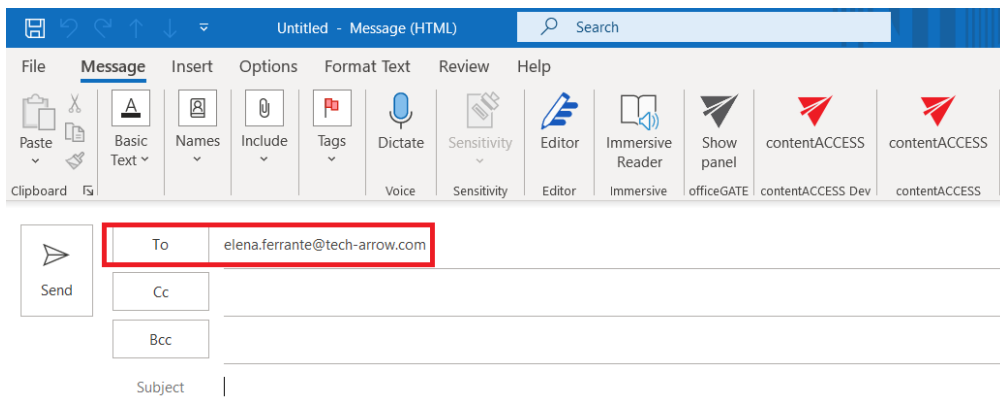 Untitled - Message (HTML)
Search
File Message Insert Options Format Text Review Help
Paste
Basic Text
Names
Include
Tags
Dictate
Sensitivity
Editor
Immersive Reader
Show panel
contentACCESS
contentACCESS
Clipboard
Voice
Sensitivity
Editor
Immersive
officeGATE
contentACCESS Dev
contentACCESS
Send
To elena.ferrante@tech-arrow.com
Cc
Bcc
Subject